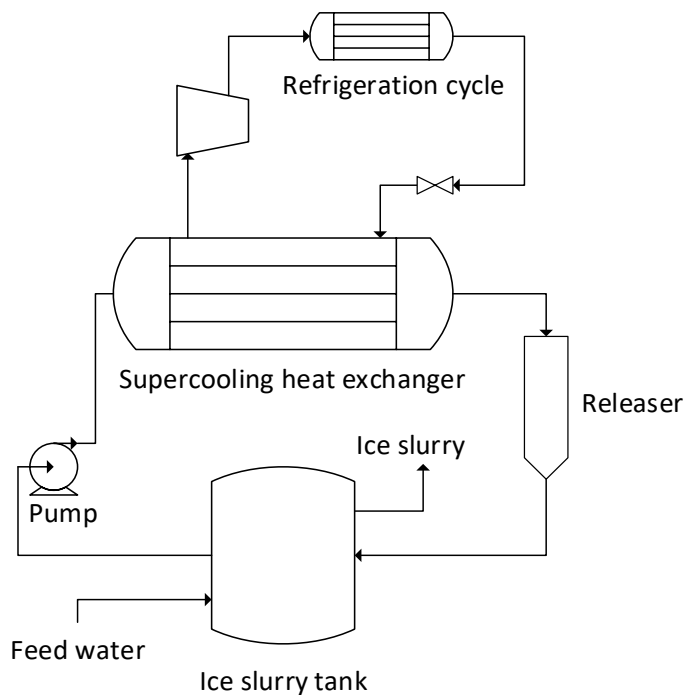 Refrigeration cycle
Supercooling heat exchanger
Releaser
Ice slurry
Pump
Feed water
Ice slurry tank